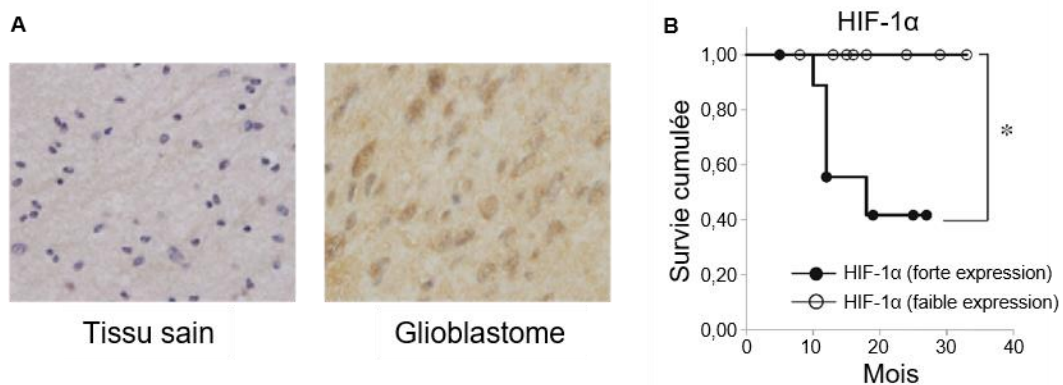 A
Tissu sain
Glioblastome
B
HIF-1α
Survie cumulée
1,00
0,80
0,60
0,40
0,20
0,00
*
HIF-1α (forte expression)
HIF-1α (faible expression)
0
10
20
30
40
Mois